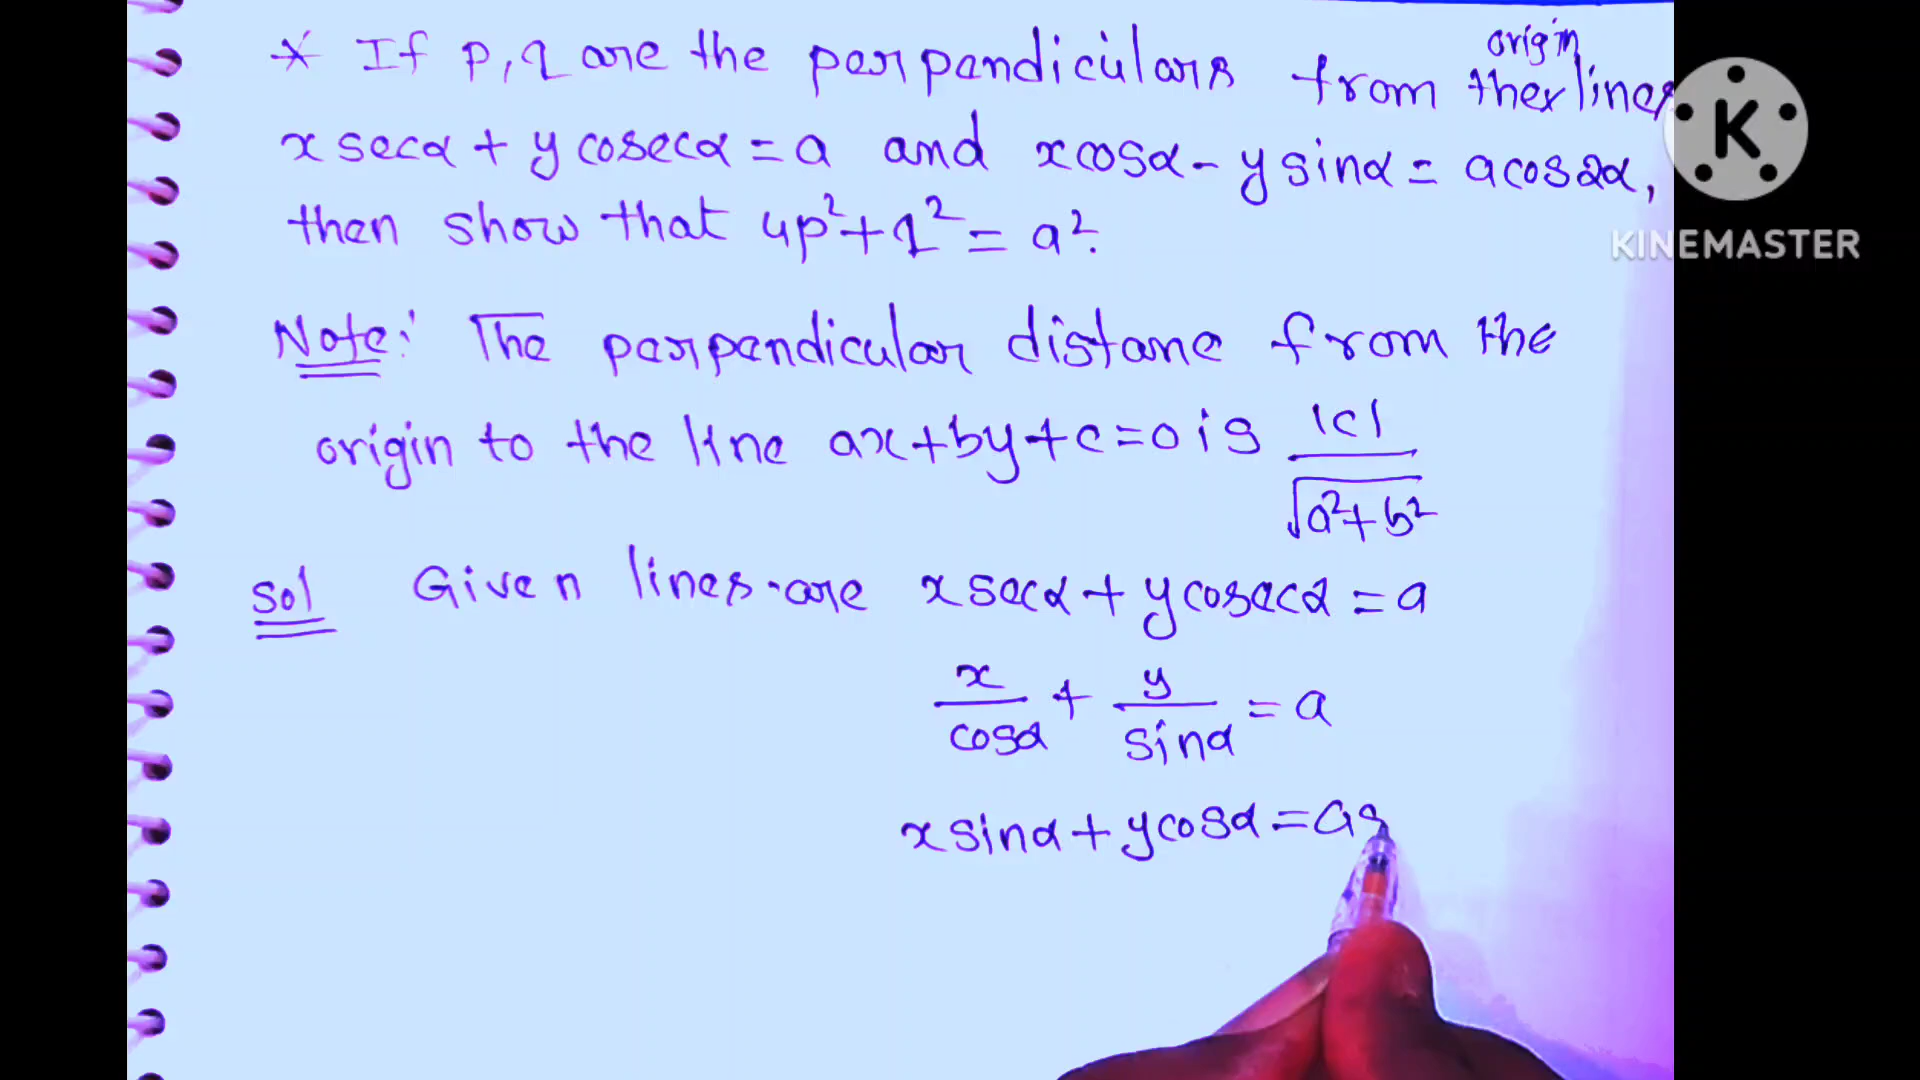 * If p, q are the perpendiculars from the origin lines
x secα + y cosecα = a and x cosα - y sinα = a cos2α,
then show that 4p² + q² = a².
Note: The perpendicular distane from the
origin to the line ax+by+c=0 is |c| / √a²+b²
Sol Given lines are x secα + y cosecα = a
x/cosα + y/sinα = a
x sinα + y cosα = as
K
KINEMASTER